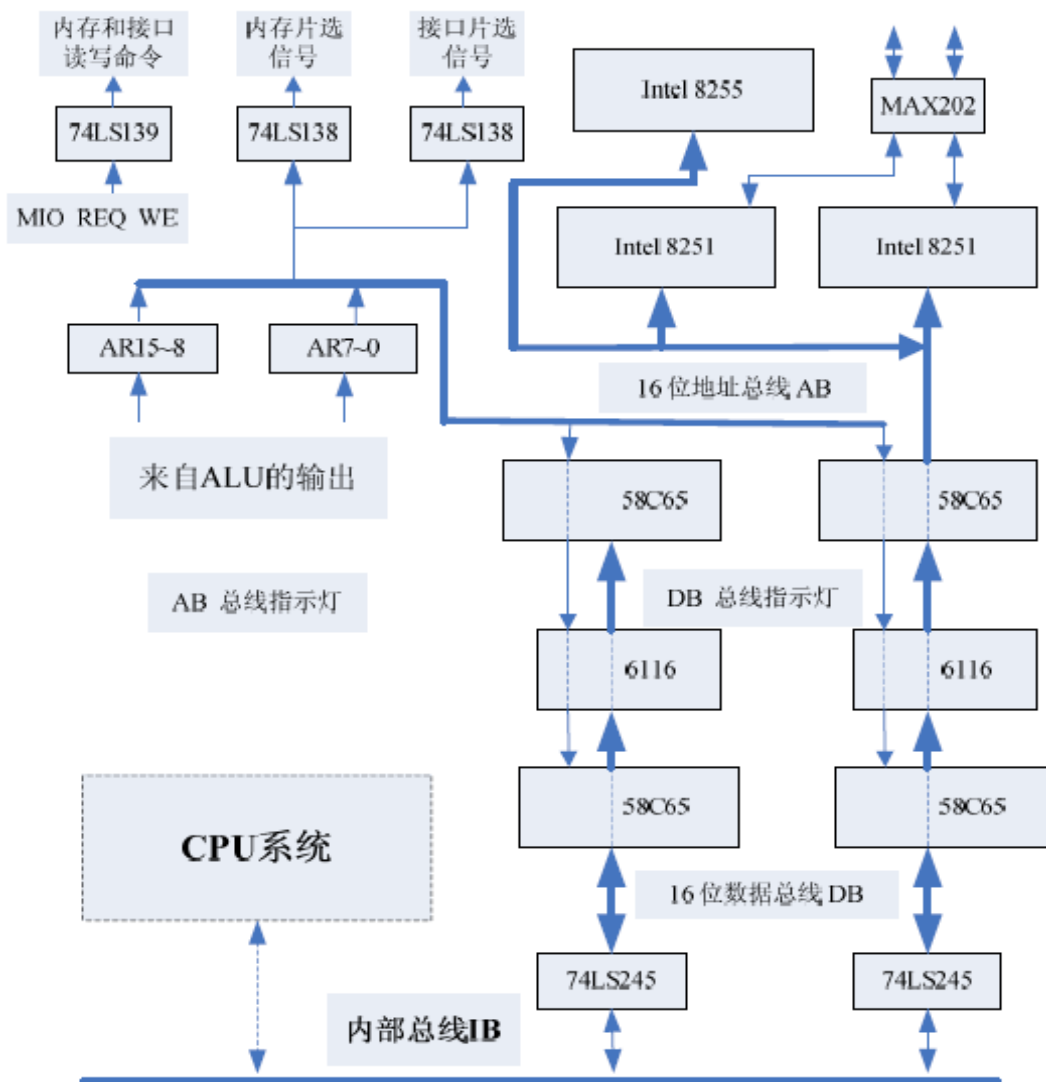 内存和接口
读写命令
内存片选
信号
接口片选
信号
Intel 8255
MAX202
74LS139
74LS138
74LS138
MIO REQ WE
Intel 8251
Intel 8251
AR15~8
AR7~0
16 位地址总线 AB
来自ALU的输出
58C65
58C65
AB 总线指示灯
DB 总线指示灯
6116
6116
58C65
58C65
CPU系统
16 位数据总线 DB
74LS245
74LS245
内部总线IB